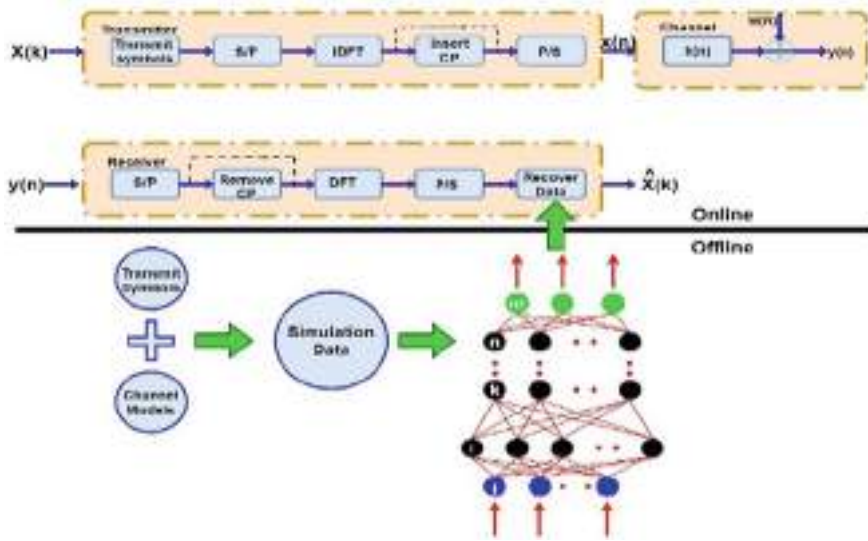 Transmitter
X(k)
Transmit
symbols
S/P
IDFT
Insert
CP
P/S
x(n)
Channel
h(n)
w(n)
y(n)
Receiver
y(n)
S/P
Remove
CP
DFT
P/S
Recover
Data
X̂(k)
Online
Offline
Transmit
Symbols
Simulation
Data
Channel
Models
m
n
k
i
j